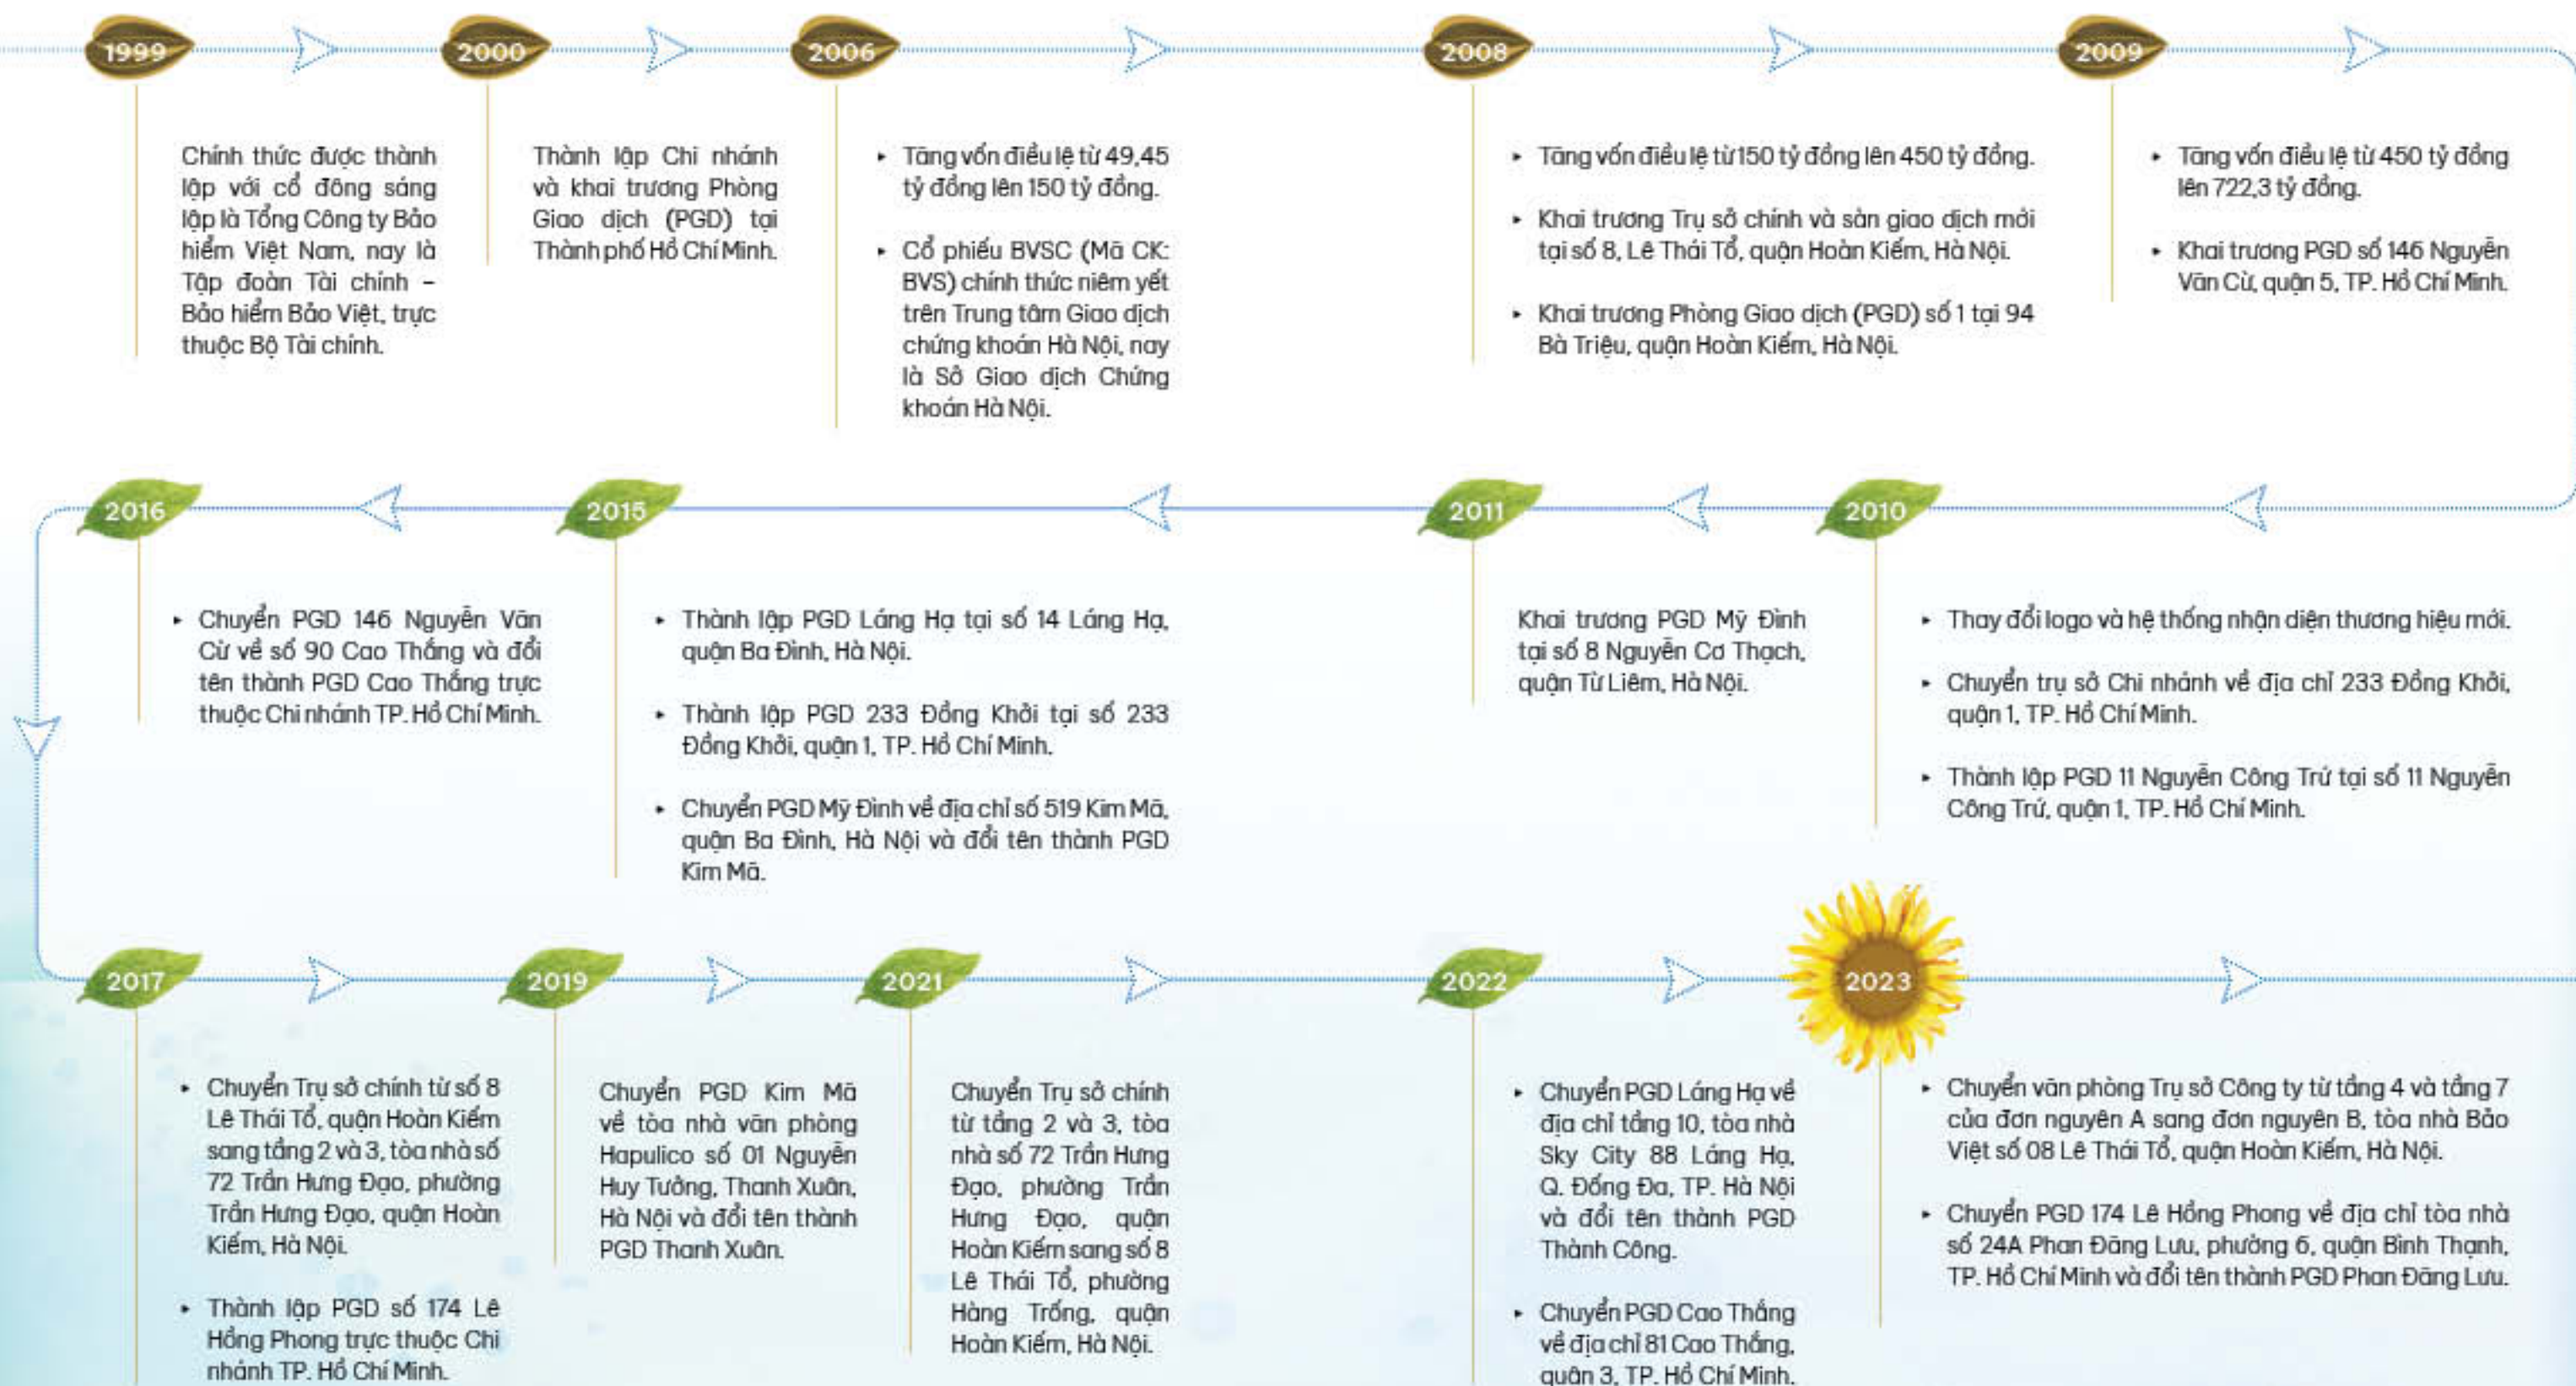 1999
Chính thức được thành
lập với cổ đông sáng
lập là Tổng Công ty Bảo
hiểm Việt Nam, nay là
Tập đoàn Tài chính –
Bảo hiểm Bảo Việt, trực
thuộc Bộ Tài chính.
2000
Thành lập Chi nhánh
và khai trương Phòng
Giao dịch (PGD) tại
Thành phố Hồ Chí Minh.
2006
‣ Tăng vốn điều lệ từ 49,45
tỷ đồng lên 150 tỷ đồng.
‣ Cổ phiếu BVSC (Mã CK:
BVS) chính thức niêm yết
trên Trung tâm Giao dịch
chứng khoán Hà Nội, nay
là Sở Giao dịch Chứng
khoán Hà Nội.
2008
‣ Tăng vốn điều lệ từ 150 tỷ đồng lên 450 tỷ đồng.
‣ Khai trương Trụ sở chính và sàn giao dịch mới
tại số 8, Lê Thái Tổ, quận Hoàn Kiếm, Hà Nội.
‣ Khai trương Phòng Giao dịch (PGD) số 1 tại 94
Bà Triệu, quận Hoàn Kiếm, Hà Nội.
2009
‣ Tăng vốn điều lệ từ 450 tỷ đồng
lên 722,3 tỷ đồng.
‣ Khai trương PGD số 146 Nguyễn
Văn Cừ, quận 5, TP. Hồ Chí Minh.
2010
‣ Thay đổi logo và hệ thống nhận diện thương hiệu mới.
‣ Chuyển trụ sở Chi nhánh về địa chỉ 233 Đồng Khởi,
quận 1, TP. Hồ Chí Minh.
‣ Thành lập PGD 11 Nguyễn Công Trứ tại số 11 Nguyễn
Công Trứ, quận 1, TP. Hồ Chí Minh.
2011
Khai trương PGD Mỹ Đình
tại số 8 Nguyễn Cơ Thạch,
quận Từ Liêm, Hà Nội.
2015
‣ Thành lập PGD Láng Hạ tại số 14 Láng Hạ,
quận Ba Đình, Hà Nội.
‣ Thành lập PGD 233 Đồng Khởi tại số 233
Đồng Khởi, quận 1, TP. Hồ Chí Minh.
‣ Chuyển PGD Mỹ Đình về địa chỉ số 519 Kim Mã,
quận Ba Đình, Hà Nội và đổi tên thành PGD
Kim Mã.
2016
‣ Chuyển PGD 146 Nguyễn Văn
Cừ về số 90 Cao Thắng và đổi
tên thành PGD Cao Thắng trực
thuộc Chi nhánh TP. Hồ Chí Minh.
2017
‣ Chuyển Trụ sở chính từ số 8
Lê Thái Tổ, quận Hoàn Kiếm
sang tầng 2 và 3, tòa nhà số
72 Trần Hưng Đạo, phường
Trần Hưng Đạo, quận Hoàn
Kiếm, Hà Nội.
‣ Thành lập PGD số 174 Lê
Hồng Phong trực thuộc Chi
nhánh TP. Hồ Chí Minh.
2019
Chuyển PGD Kim Mã
về tòa nhà văn phòng
Hapulico số 01 Nguyễn
Huy Tưởng, Thanh Xuân,
Hà Nội và đổi tên thành
PGD Thanh Xuân.
2021
Chuyển Trụ sở chính
từ tầng 2 và 3, tòa
nhà số 72 Trần Hưng
Đạo, phường Trần
Hưng Đạo, quận
Hoàn Kiếm sang số 8
Lê Thái Tổ, phường
Hàng Trống, quận
Hoàn Kiếm, Hà Nội.
2022
‣ Chuyển PGD Láng Hạ về
địa chỉ tầng 10, tòa nhà
Sky City 88 Láng Hạ,
Q. Đống Đa, TP. Hà Nội
và đổi tên thành PGD
Thành Công.
‣ Chuyển PGD Cao Thắng
về địa chỉ 81 Cao Thắng,
quận 3, TP. Hồ Chí Minh.
2023
‣ Chuyển văn phòng Trụ sở Công ty từ tầng 4 và tầng 7
của đơn nguyên A sang đơn nguyên B, tòa nhà Bảo
Việt số 08 Lê Thái Tổ, quận Hoàn Kiếm, Hà Nội.
‣ Chuyển PGD 174 Lê Hồng Phong về địa chỉ tòa nhà
số 24A Phan Đăng Lưu, phường 6, quận Bình Thạnh,
TP. Hồ Chí Minh và đổi tên thành PGD Phan Đăng Lưu.